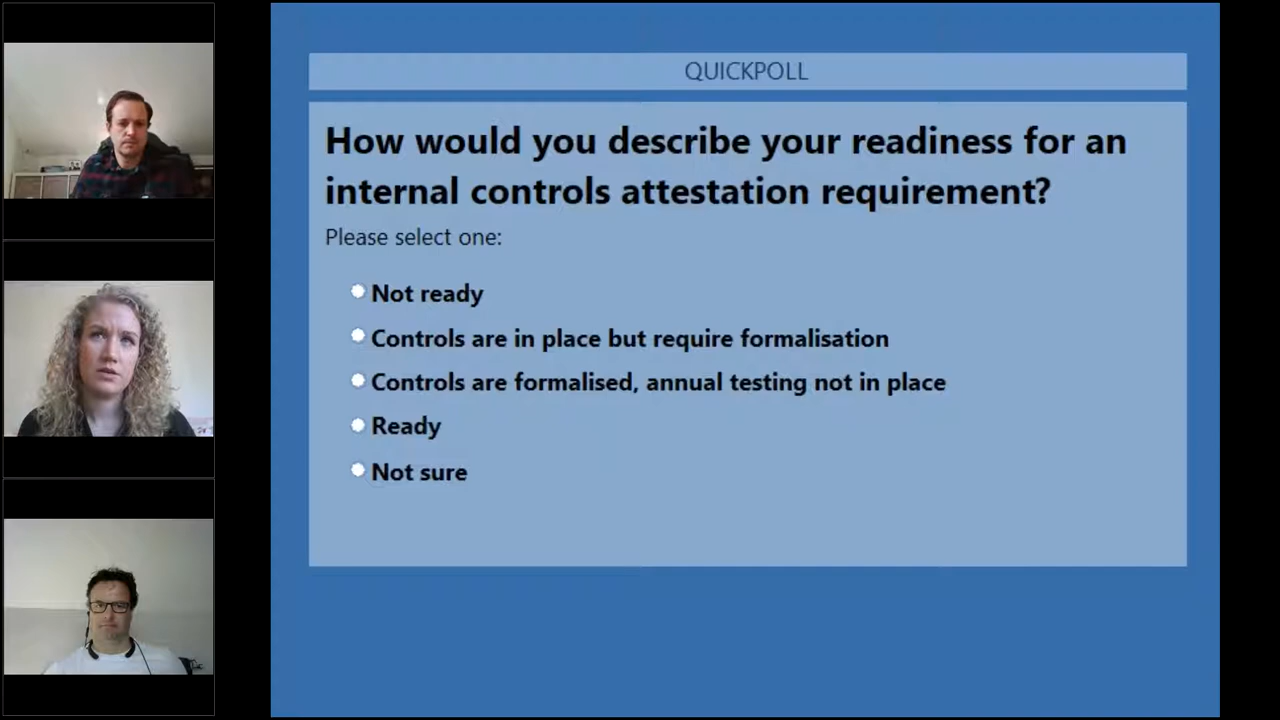 QUICKPOLL
How would you describe your readiness for an
internal controls attestation requirement?
Please select one:
Not ready
Controls are in place but require formalisation
Controls are formalised, annual testing not in place
Ready
Not sure